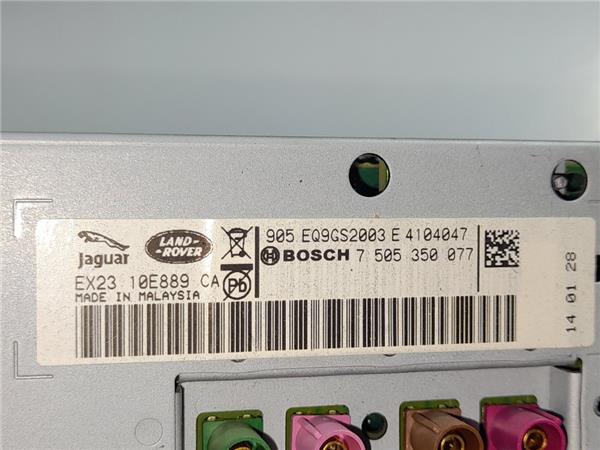 Jaguar
LAND-
ROVER
905 EQ9GS2003 E 4104047
BOSCH 7 505 350 077
EX23 10E889 CA
Pb
MADE IN MALAYSIA
14 01 28